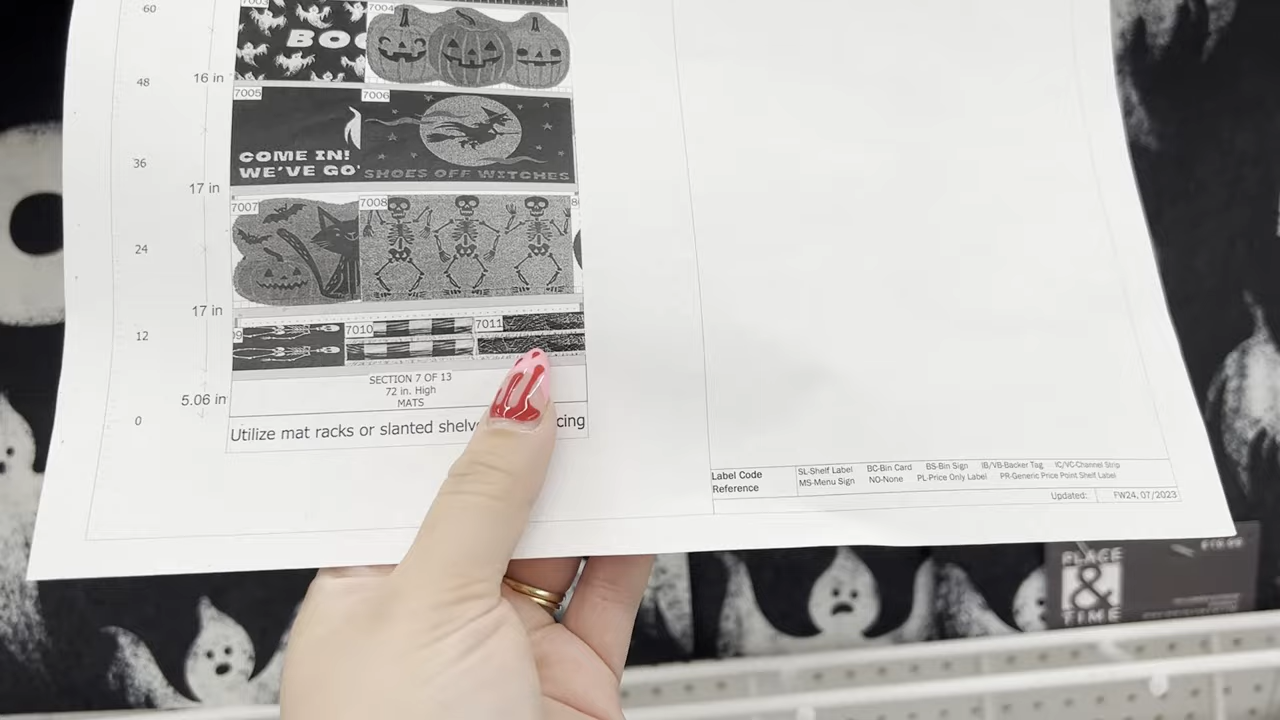 60
7003
7004
BOO
16 in
48
7005
7006
COME IN!
WE'VE GO'
SHOES OFF WITCHES
36
17 in
7007
7008
8
24
17 in
12
9
7010
7011
SECTION 7 OF 13
72 in. High
MATS
5.06 in
0
Utilize mat racks or slanted shelv
cing
Label Code
Reference
SL-Shelf Label BC-Bin Card BS-Bin Sign IB/VB-Backer Tag IC/VC-Channel Strip
MS-Menu Sign NO-None PL-Price Only Label PR-Generic Price Point Shelf Label
Updated: FW24, 07/2023
PLACE
&
TIME